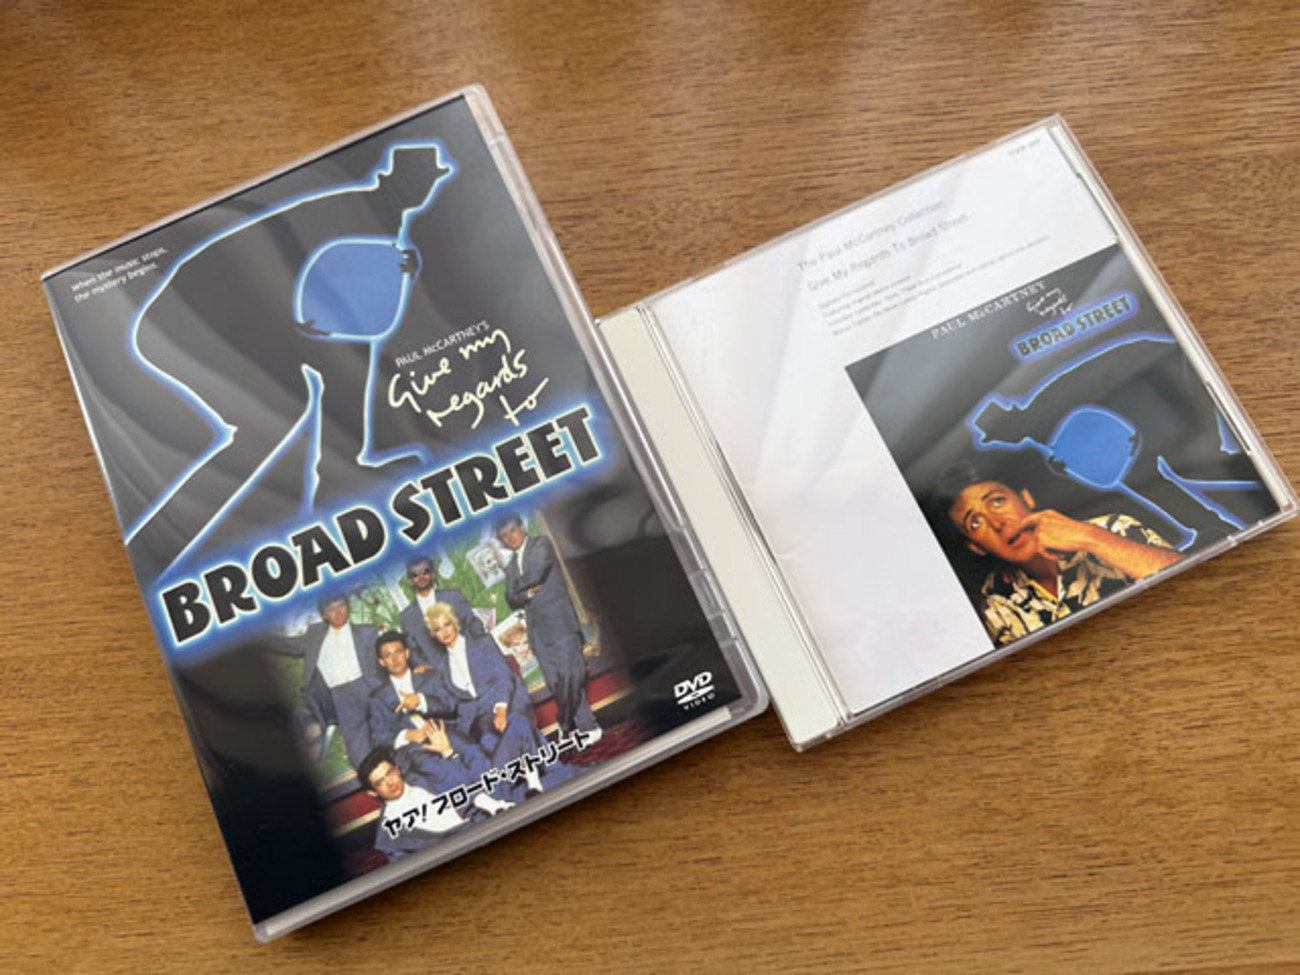 When the music stops,
the mystery begins.
PAUL McCARTNEY'S
Give my
regards
to
BROAD STREET
DVD
VIDEO
ヤァ!ブロード・ストリート
The Paul McCartney Collection
Give My Regards To Broad Street
PAUL McCARTNEY
Give my
regards
to
BROAD STREET